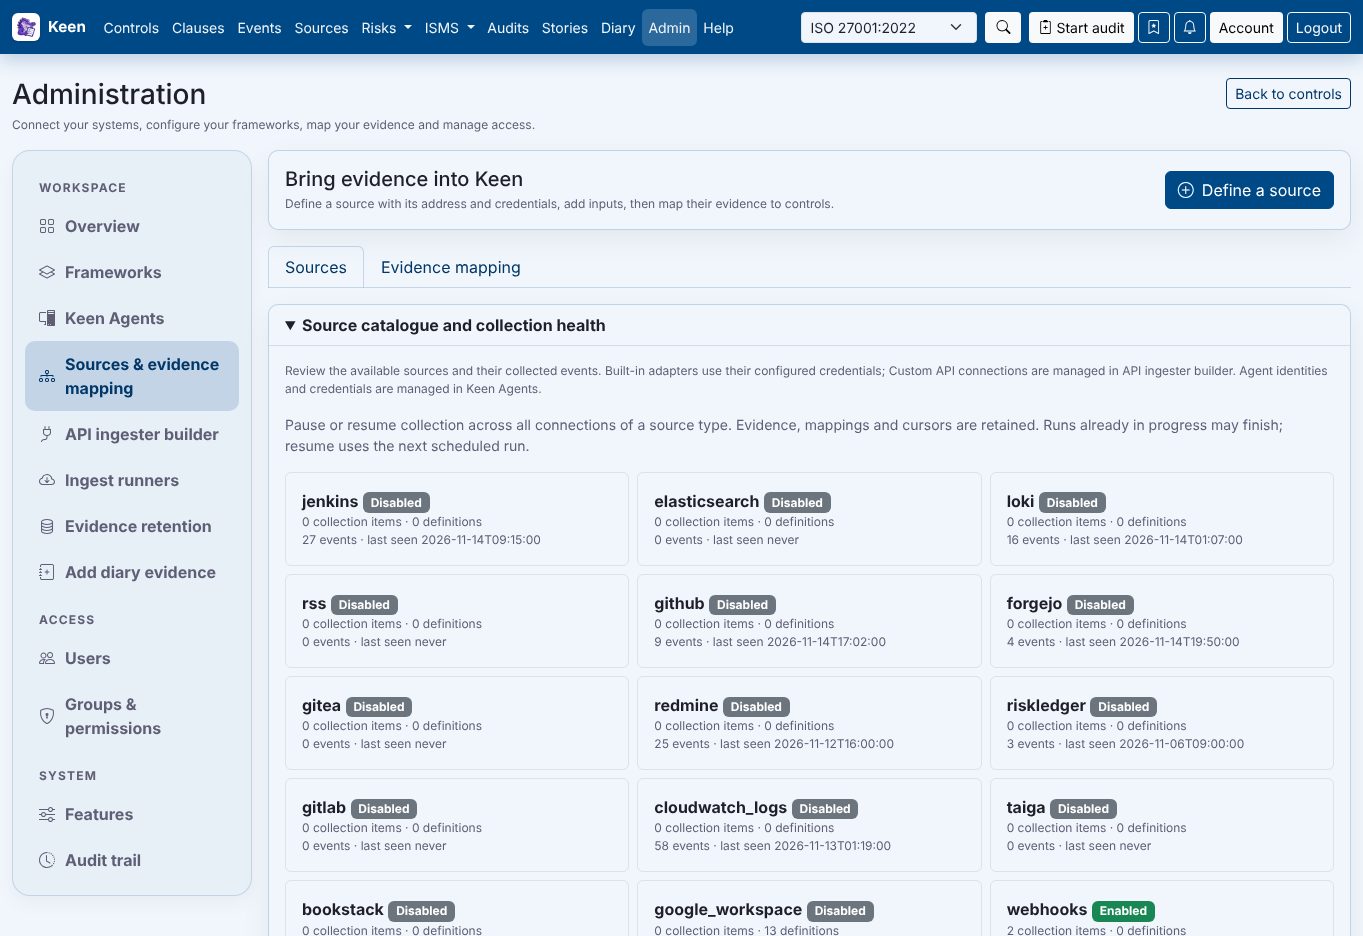 Keen Controls Clauses Events Sources Risks ISMS Audits Stories Diary Admin Help ISO 27001:2022 Start audit Account Logout
Administration
Back to controls
Connect your systems, configure your frameworks, map your evidence and manage access.
WORKSPACE
Overview
Frameworks
Keen Agents
Sources & evidence
mapping
API ingester builder
Ingest runners
Evidence retention
Add diary evidence
ACCESS
Users
Groups &
permissions
SYSTEM
Features
Audit trail
Bring evidence into Keen
Define a source with its address and credentials, add inputs, then map their evidence to controls.
Define a source
Sources Evidence mapping
Source catalogue and collection health
Review the available sources and their collected events. Built-in adapters use their configured credentials; Custom API connections are managed in API ingester builder. Agent identities
and credentials are managed in Keen Agents.
Pause or resume collection across all connections of a source type. Evidence, mappings and cursors are retained. Runs already in progress may finish;
resume uses the next scheduled run.
jenkins Disabled
0 collection items · 0 definitions
27 events · last seen 2026-11-14T09:15:00
elasticsearch Disabled
0 collection items · 0 definitions
0 events · last seen never
loki Disabled
0 collection items · 0 definitions
16 events · last seen 2026-11-14T01:07:00
rss Disabled
0 collection items · 0 definitions
0 events · last seen never
github Disabled
0 collection items · 0 definitions
9 events · last seen 2026-11-14T17:02:00
forgejo Disabled
0 collection items · 0 definitions
4 events · last seen 2026-11-14T19:50:00
gitea Disabled
0 collection items · 0 definitions
0 events · last seen never
redmine Disabled
0 collection items · 0 definitions
25 events · last seen 2026-11-12T16:00:00
riskledger Disabled
0 collection items · 0 definitions
3 events · last seen 2026-11-06T09:00:00
gitlab Disabled
0 collection items · 0 definitions
0 events · last seen never
cloudwatch_logs Disabled
0 collection items · 0 definitions
58 events · last seen 2026-11-13T01:19:00
taiga Disabled
0 collection items · 0 definitions
0 events · last seen never
bookstack Disabled
0 collection items · 0 definitions
google_workspace Disabled
0 collection items · 13 definitions
webhooks Enabled
2 collection items · 0 definitions